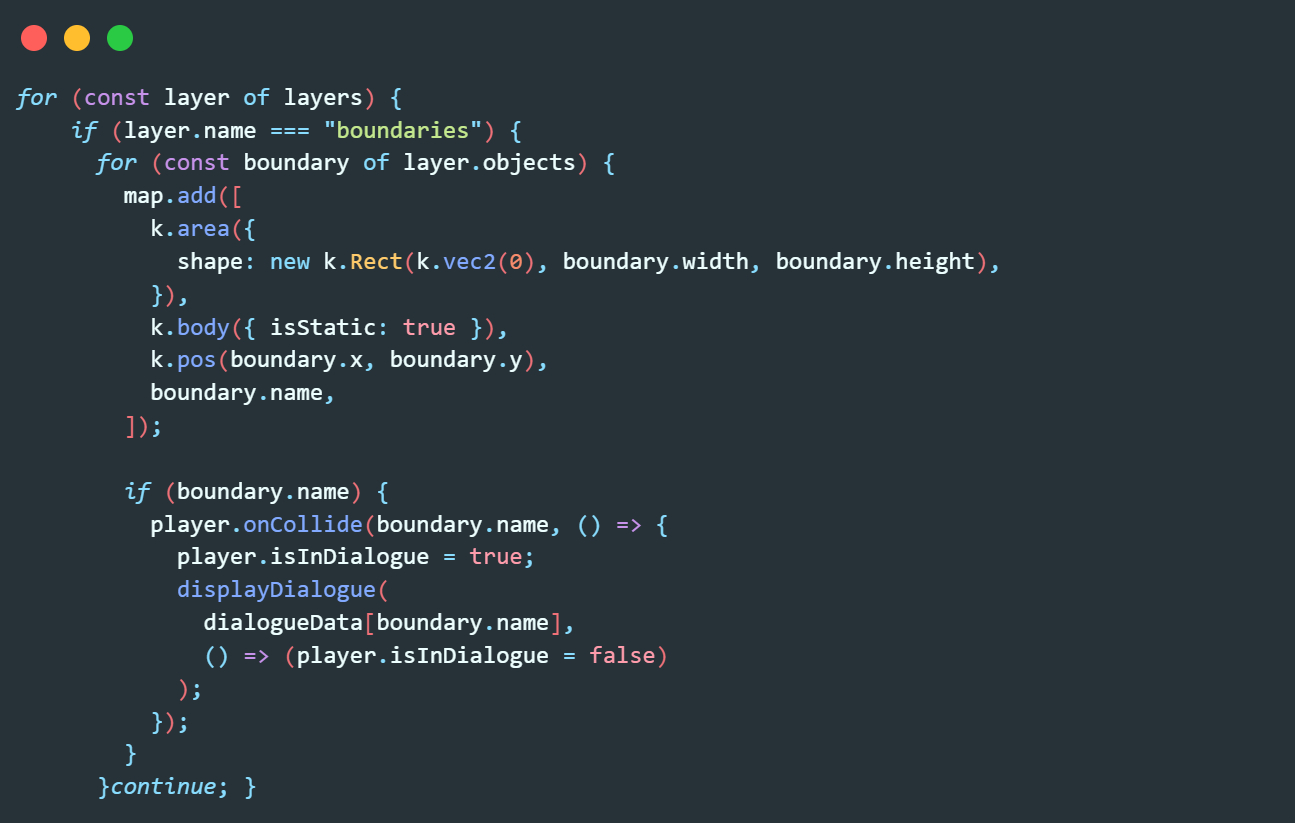 for (const layer of layers) {
    if (layer.name === "boundaries") {
      for (const boundary of layer.objects) {
        map.add([
          k.area({
            shape: new k.Rect(k.vec2(0), boundary.width, boundary.height),
          }),
          k.body({ isStatic: true }),
          k.pos(boundary.x, boundary.y),
          boundary.name,
        ]);

        if (boundary.name) {
          player.onCollide(boundary.name, () => {
            player.isInDialogue = true;
            displayDialogue(
              dialogueData[boundary.name],
              () => (player.isInDialogue = false)
            );
          });
        }
      }continue; }